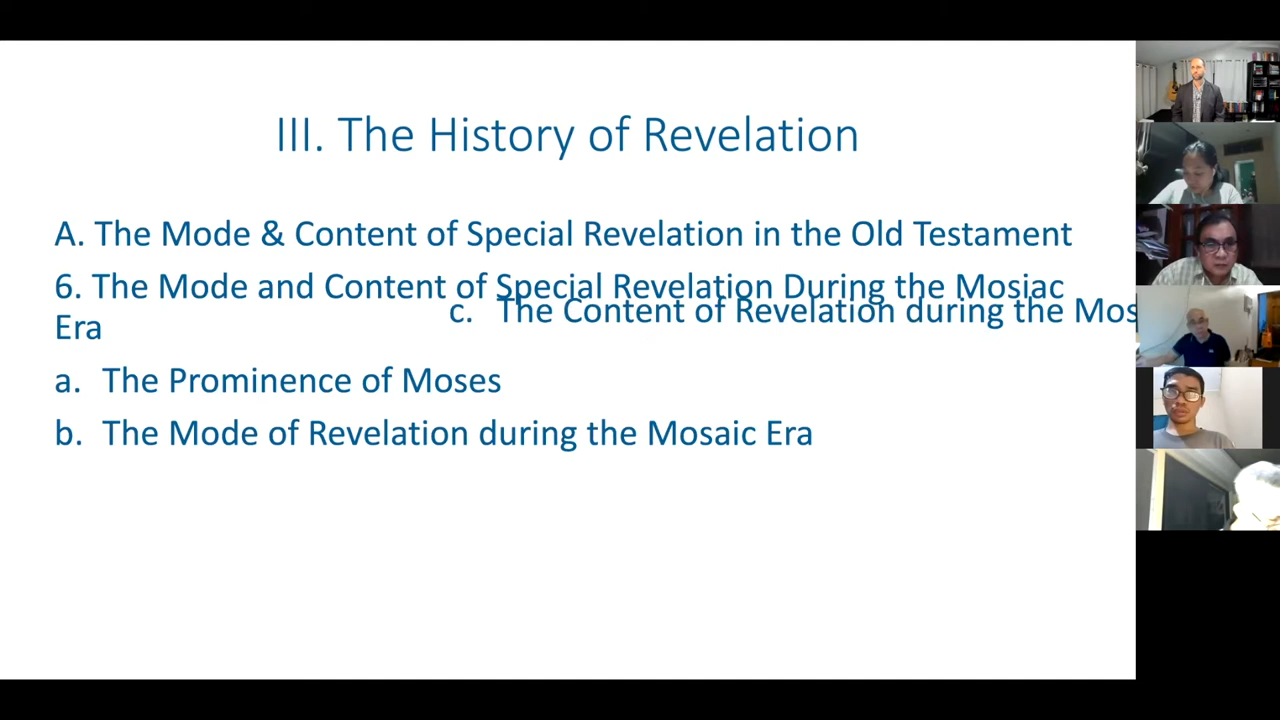 III. The History of Revelation
A. The Mode & Content of Special Revelation in the Old Testament
6. The Mode and Content of Special Revelation During the Mosiac
Era
c. The Content of Revelation during the Mos
a. The Prominence of Moses
b. The Mode of Revelation during the Mosaic Era